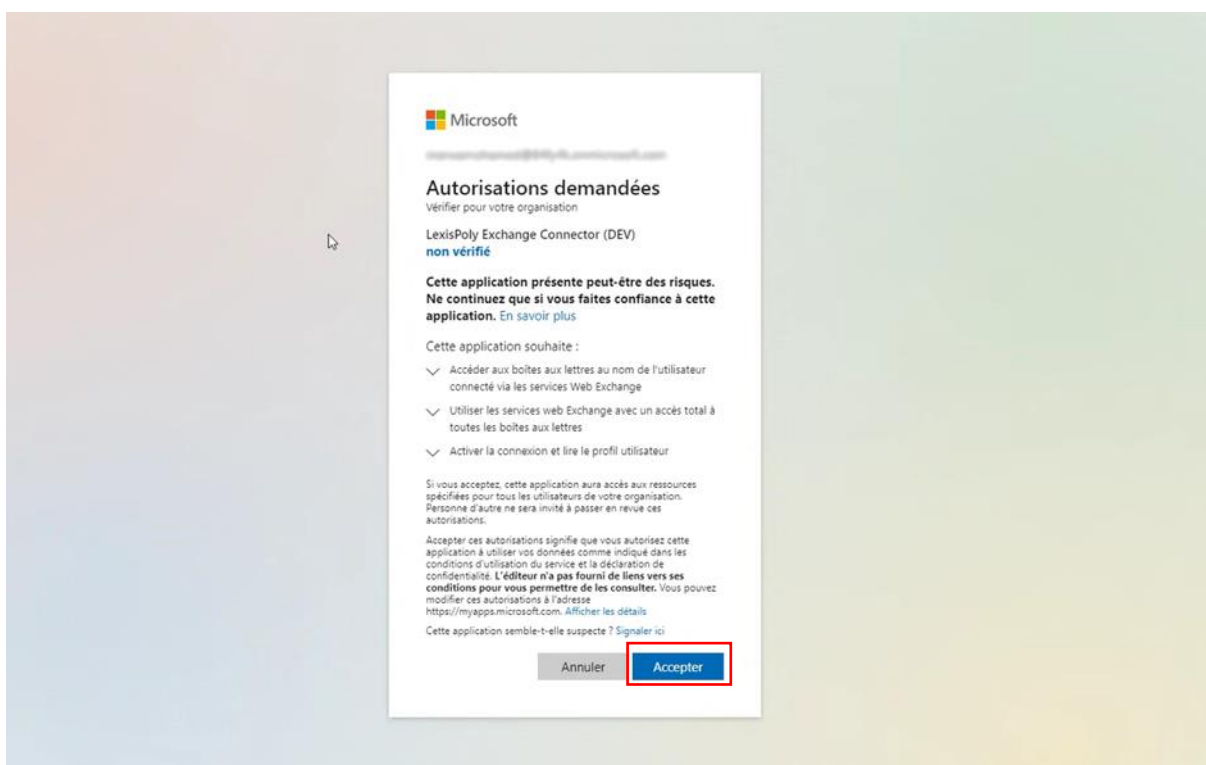 Microsoft
Autorisations demandées
Vérifier pour votre organisation
LexisPoly Exchange Connector (DEV)
non vérifié
Cette application présente peut-être des risques.
Ne continuez que si vous faites confiance à cette
application. En savoir plus
Cette application souhaite :
Accéder aux boîtes aux lettres au nom de l'utilisateur
connecté via les services Web Exchange
Utiliser les services web Exchange avec un accès total à
toutes les boîtes aux lettres
Activer la connexion et lire le profil utilisateur
Si vous acceptez, cette application aura accès aux ressources
spécifiées pour tous les utilisateurs de votre organisation.
Personne d'autre ne sera invité à passer en revue ces
autorisations.
Accepter ces autorisations signifie que vous autorisez cette
application à utiliser vos données comme indiqué dans les
conditions d'utilisation du service et la déclaration de
confidentialité. L'éditeur n'a pas fourni de liens vers ses
conditions pour vous permettre de les consulter. Vous pouvez
modifier ces autorisations à l'adresse
https://myapps.microsoft.com. Afficher les détails
Cette application semble-t-elle suspecte ? Signaler ici
Annuler Accepter